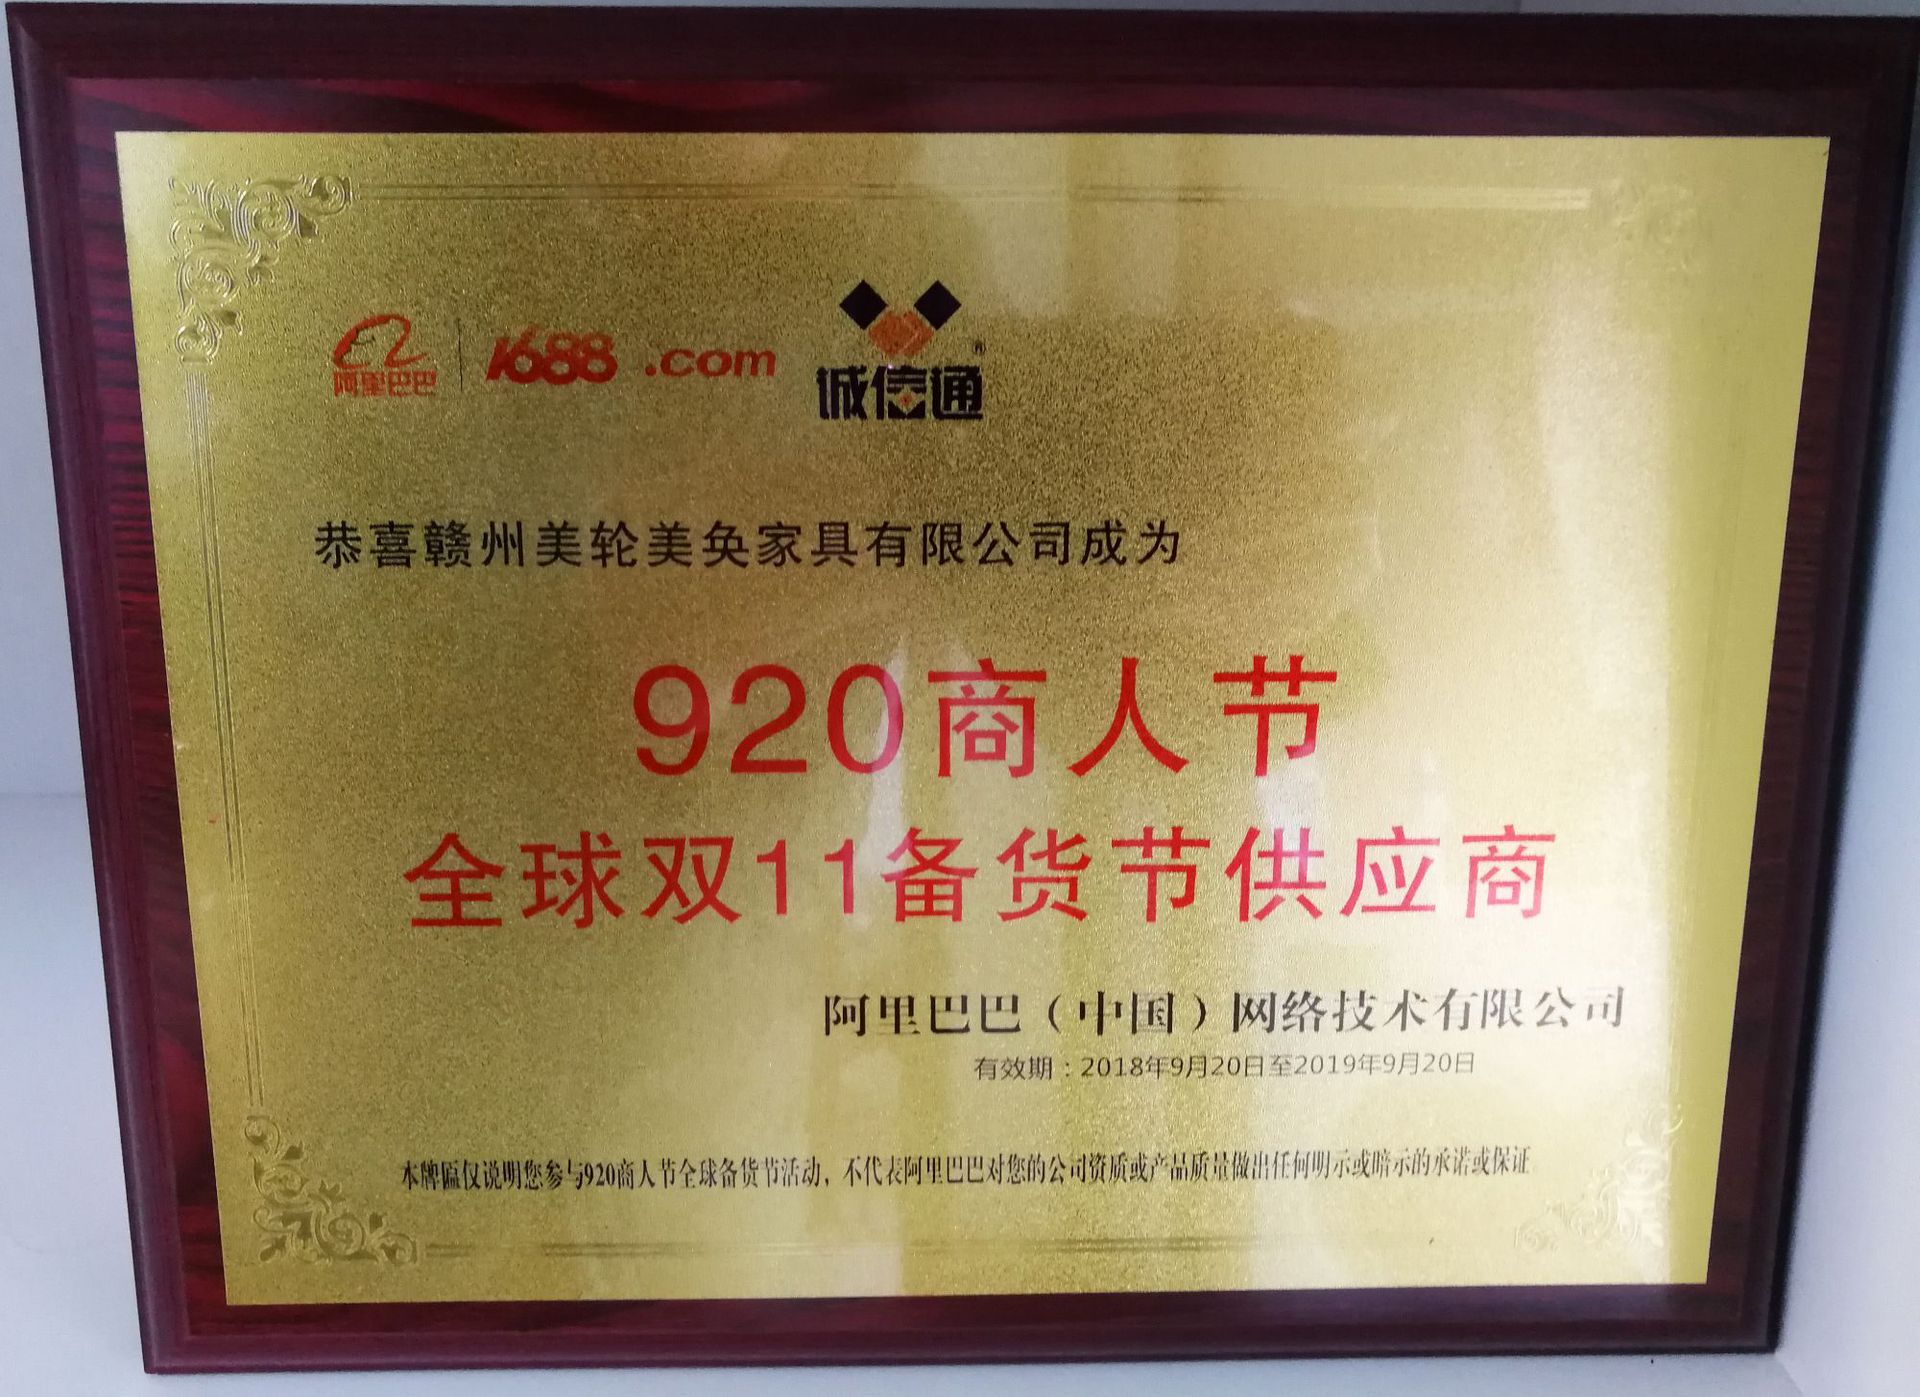 阿里巴巴 1688.com 诚信通®
恭喜赣州美轮美奂家具有限公司成为
920商人节
全球双11备货节供应商
阿里巴巴（中国）网络技术有限公司
有效期：2018年9月20日至2019年9月20日
本牌匾仅说明您参与920商人节全球备货节活动，不代表阿里巴巴对您的公司资质或产品质量做出任何明示或暗示的承诺或保证